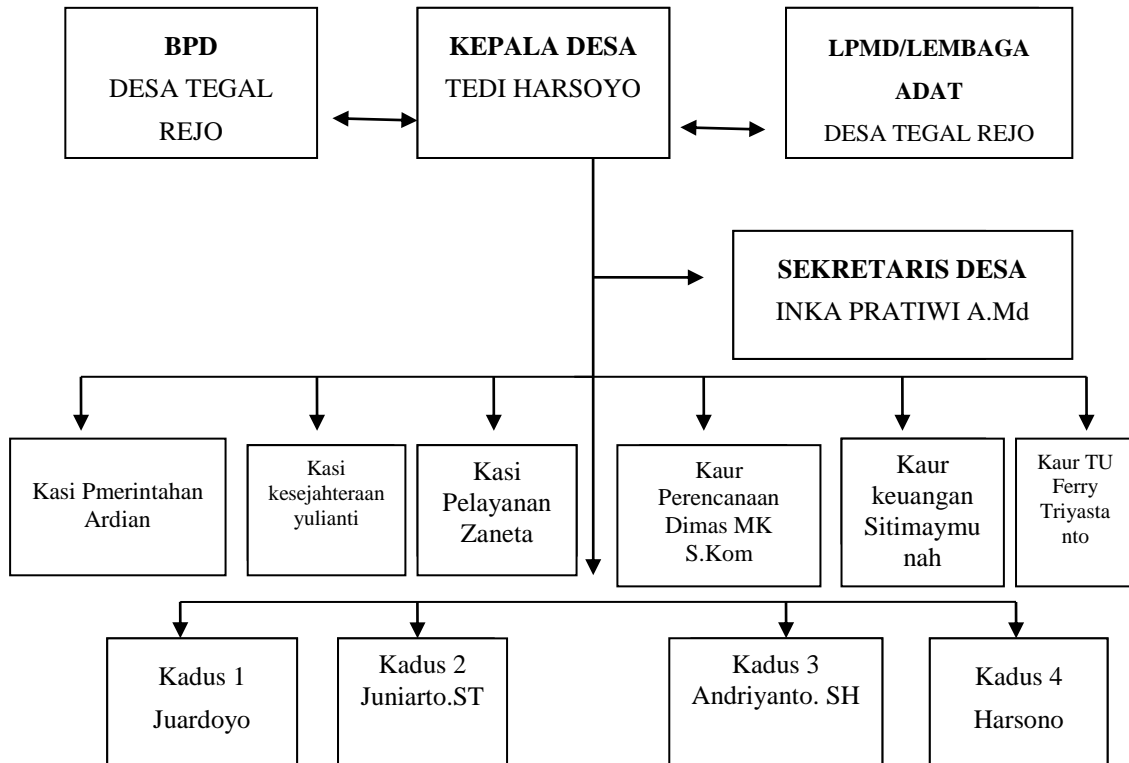 BPD
DESA TEGAL
REJO
KEPALA DESA
TEDI HARSOYO
LPMD/LEMBAGA
ADAT
DESA TEGAL REJO
SEKRETARIS DESA
INKA PRATIWI A.Md
Kasi Pmerintahan
Ardian
Kasi
kesejahteraan
yulianti
Kasi
Pelayanan
Zaneta
Kaur
Perencanaan
Dimas MK
S.Kom
Kaur
keuangan
Sitimaymu
nah
Kaur TU
Ferry
Triyasta
nto
Kadus 1
Juardoyo
Kadus 2
Juniarto.ST
Kadus 3
Andriyanto. SH
Kadus 4
Harsono